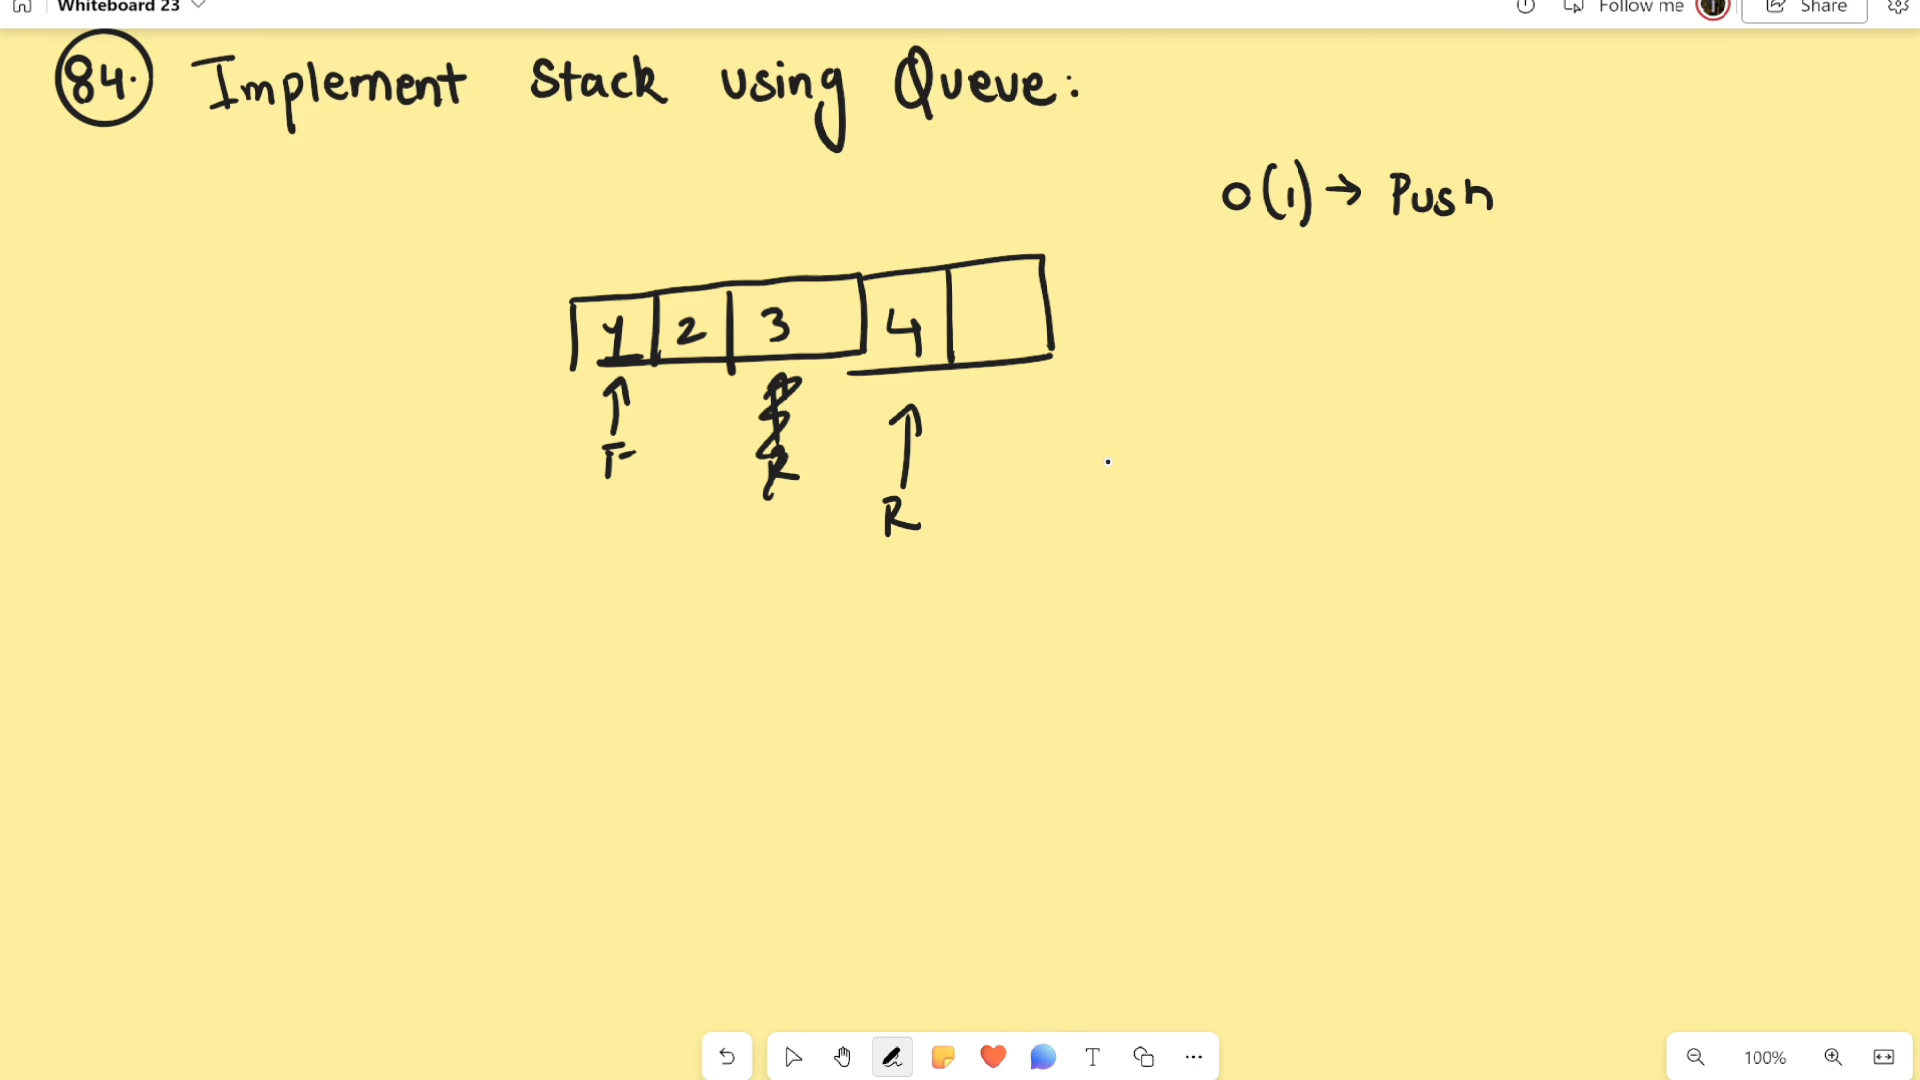 Whiteboard 23
Follow me
Share
84. Implement Stack using Queue:
O(1) → Push
1 2 3 4
F
R
R
T
100%